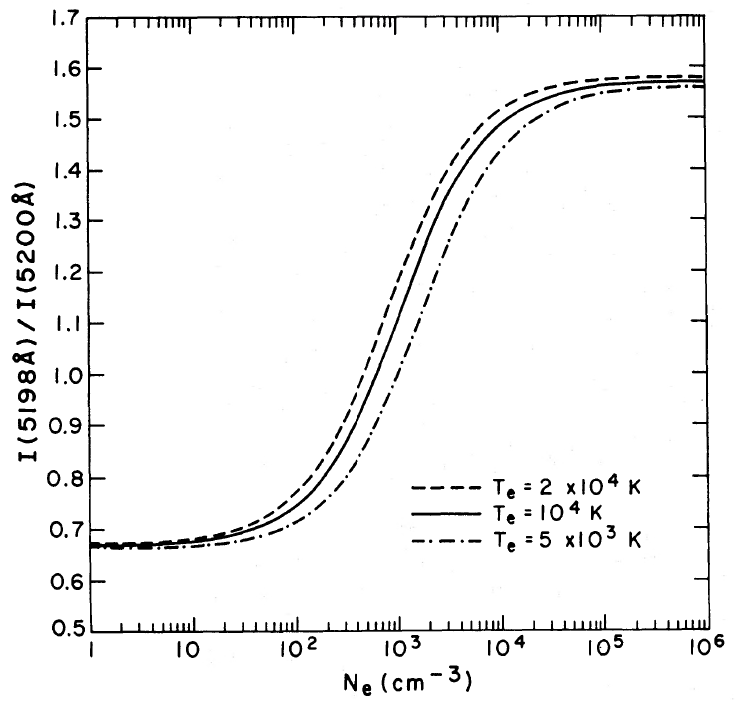 1.7
1.6
1.5
1.4
1.3
1.2
1.1
1.0
0.9
0.8
0.7
0.6
0.5
I(5198Å)/I(5200Å)
--- Tₑ = 2 x10⁴ K
— Tₑ = 10⁴ K
-·-·- Tₑ = 5 x10³ K
1 10 10² 10³ 10⁴ 10⁵ 10⁶
Nₑ (cm⁻³)